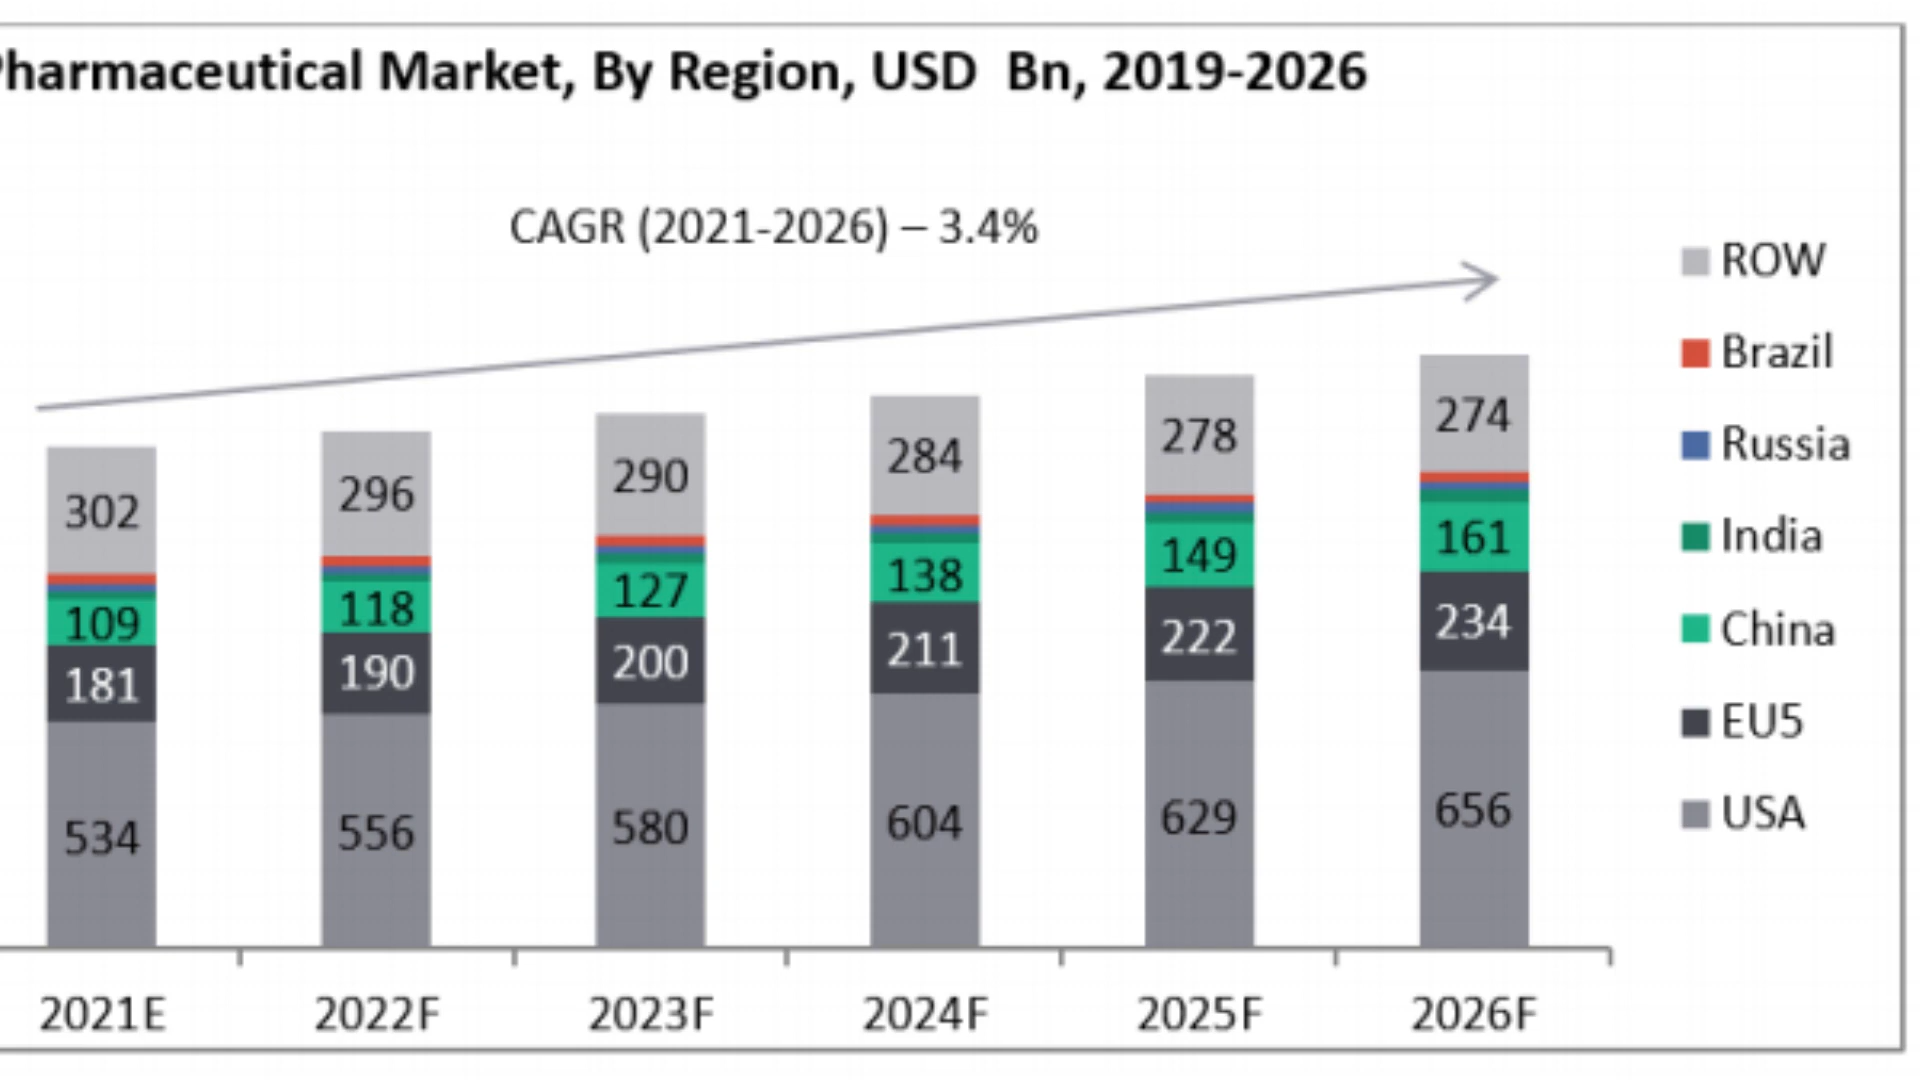 Pharmaceutical Market, By Region, USD Bn, 2019-2026
CAGR (2021-2026) – 3.4%
ROW
Brazil
Russia
India
China
EU5
USA
302 296 290 284 278 274
109 118 127 138 149 161
181 190 200 211 222 234
534 556 580 604 629 656
2021E 2022F 2023F 2024F 2025F 2026F